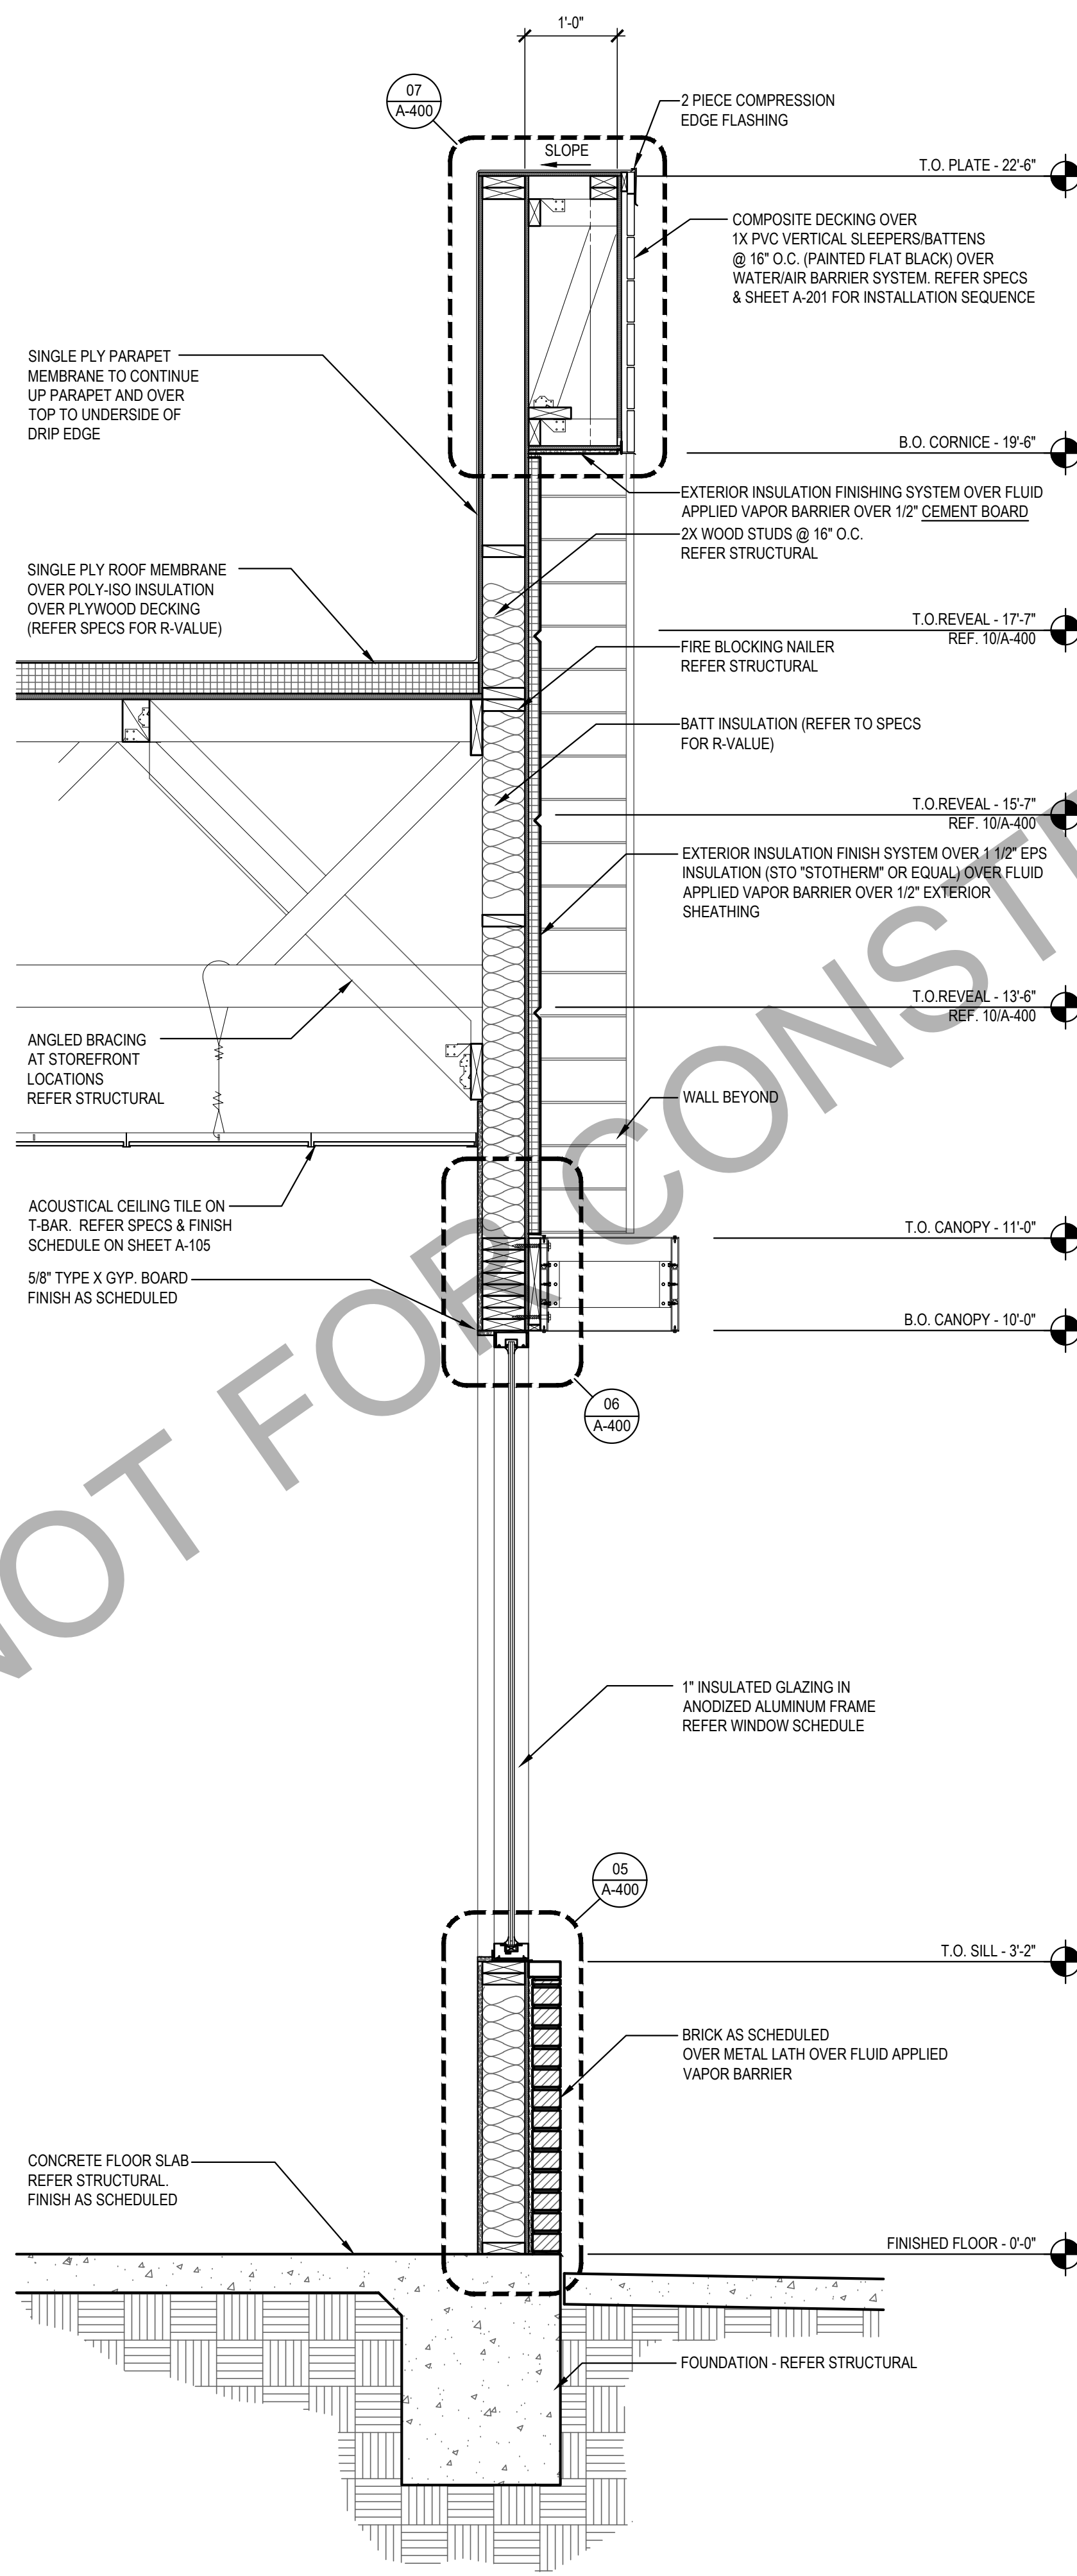 1'-0"
07
A-400
2 PIECE COMPRESSION
EDGE FLASHING
SLOPE
T.O. PLATE - 22'-6"
COMPOSITE DECKING OVER
1X PVC VERTICAL SLEEPERS/BATTENS
@ 16" O.C. (PAINTED FLAT BLACK) OVER
WATER/AIR BARRIER SYSTEM. REFER SPECS
& SHEET A-201 FOR INSTALLATION SEQUENCE
SINGLE PLY PARAPET
MEMBRANE TO CONTINUE
UP PARAPET AND OVER
TOP TO UNDERSIDE OF
DRIP EDGE
B.O. CORNICE - 19'-6"
EXTERIOR INSULATION FINISHING SYSTEM OVER FLUID
APPLIED VAPOR BARRIER OVER 1/2" CEMENT BOARD
2X WOOD STUDS @ 16" O.C.
REFER STRUCTURAL
SINGLE PLY ROOF MEMBRANE
OVER POLY-ISO INSULATION
OVER PLYWOOD DECKING
(REFER SPECS FOR R-VALUE)
T.O.REVEAL - 17'-7"
REF. 10/A-400
FIRE BLOCKING NAILER
REFER STRUCTURAL
BATT INSULATION (REFER TO SPECS
FOR R-VALUE)
T.O.REVEAL - 15'-7"
REF. 10/A-400
EXTERIOR INSULATION FINISH SYSTEM OVER 1 1/2" EPS
INSULATION (STO "STOTHERM" OR EQUAL) OVER FLUID
APPLIED VAPOR BARRIER OVER 1/2" EXTERIOR
SHEATHING
T.O.REVEAL - 13'-6"
REF. 10/A-400
ANGLED BRACING
AT STOREFRONT
LOCATIONS
REFER STRUCTURAL
WALL BEYOND
ACOUSTICAL CEILING TILE ON
T-BAR. REFER SPECS & FINISH
SCHEDULE ON SHEET A-105
T.O. CANOPY - 11'-0"
5/8" TYPE X GYP. BOARD
FINISH AS SCHEDULED
B.O. CANOPY - 10'-0"
06
A-400
NOT FOR CONST
1" INSULATED GLAZING IN
ANODIZED ALUMINUM FRAME
REFER WINDOW SCHEDULE
05
A-400
T.O. SILL - 3'-2"
BRICK AS SCHEDULED
OVER METAL LATH OVER FLUID APPLIED
VAPOR BARRIER
CONCRETE FLOOR SLAB
REFER STRUCTURAL.
FINISH AS SCHEDULED
FINISHED FLOOR - 0'-0"
FOUNDATION - REFER STRUCTURAL